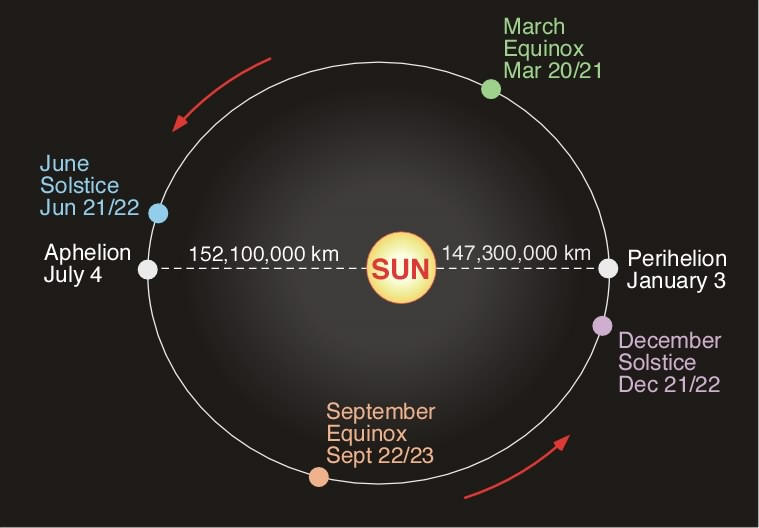 March
Equinox
Mar 20/21
June
Solstice
Jun 21/22
Aphelion
July 4
152,100,000 km
SUN
147,300,000 km
Perihelion
January 3
December
Solstice
Dec 21/22
September
Equinox
Sept 22/23